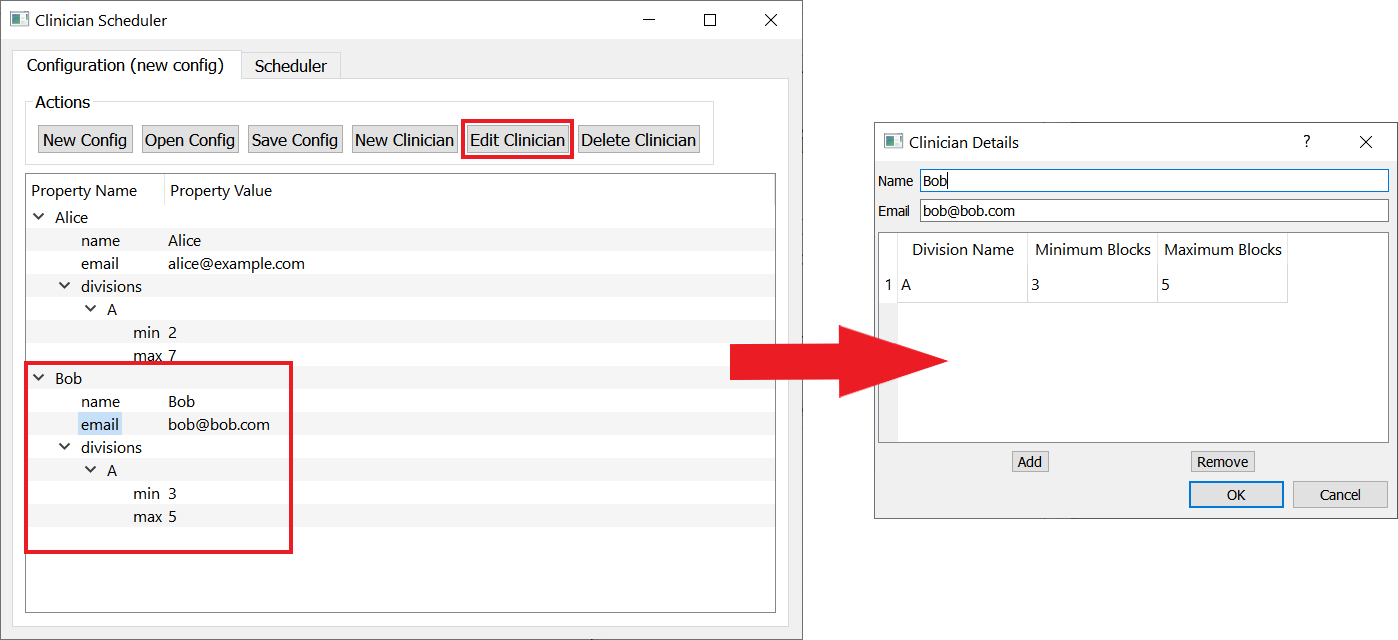 Clinician Scheduler
Configuration (new config) Scheduler
Actions
New Config Open Config Save Config New Clinician Edit Clinician Delete Clinician
Property Name Property Value
Alice
name Alice
email alice@example.com
divisions
A
min 2
max 7
Bob
name Bob
email bob@bob.com
divisions
A
min 3
max 5
Clinician Details ?
Name Bob
Email bob@bob.com
Division Name Minimum Blocks Maximum Blocks
1 A 3 5
Add Remove
OK Cancel